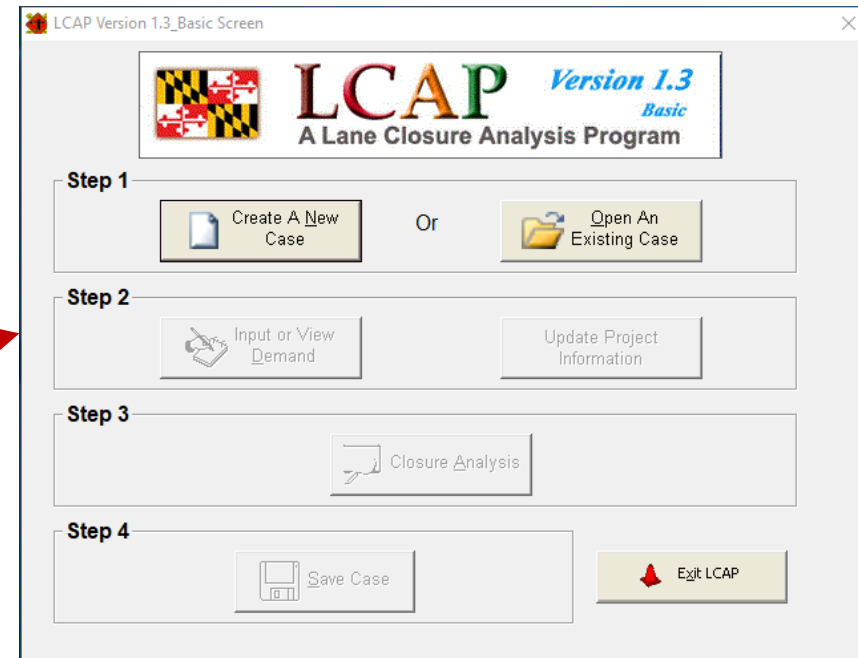 LCAP Version 1.3_Basic Screen
LCAP Version 1.3
Basic
A Lane Closure Analysis Program
Step 1
Create A New
Case
Or
Open An
Existing Case
Step 2
Input or View
Demand
Update Project
Information
Step 3
Closure Analysis
Step 4
Save Case
Exit LCAP